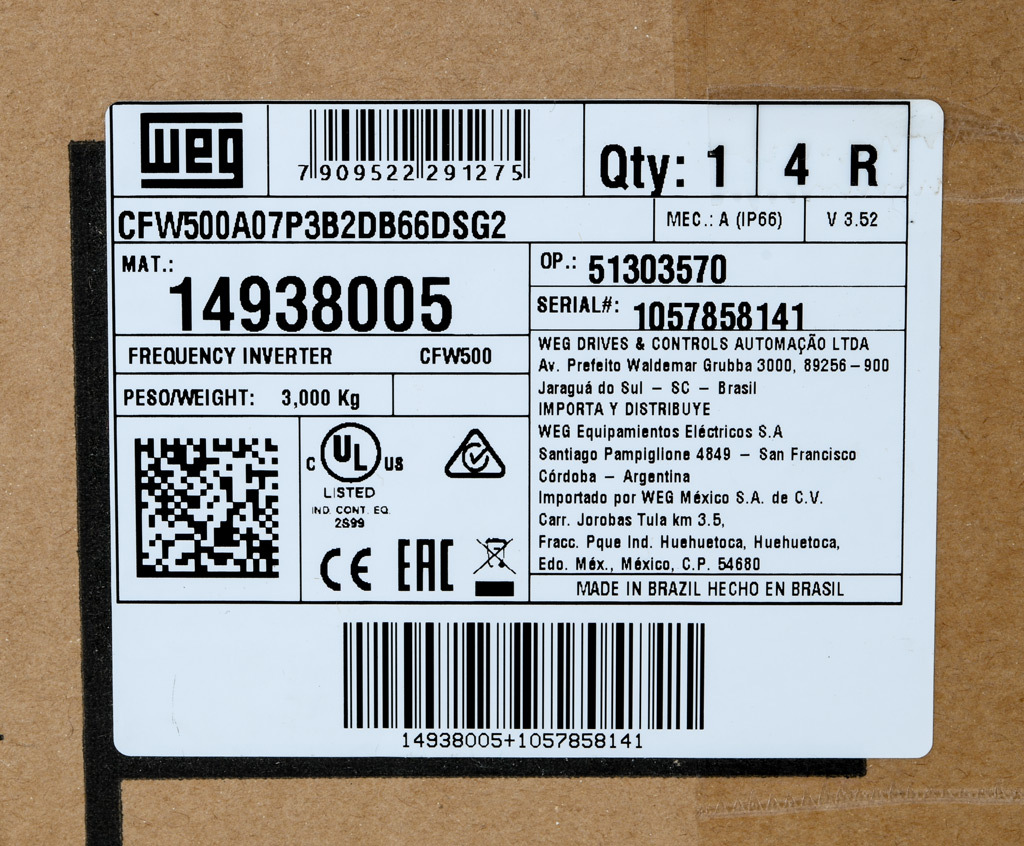 weg
7 909522 291275
Qty: 1
4 R
CFW500A07P3B2DB66DSG2
MEC.: A (IP66)
V 3.52
MAT.:
14938005
OP.: 51303570
SERIAL#: 1057858141
FREQUENCY INVERTER CFW500
PESO/WEIGHT: 3,000 Kg
WEG DRIVES & CONTROLS AUTOMAÇÃO LTDA
Av. Prefeito Waldemar Grubba 3000, 89256-900
Jaraguá do Sul - SC - Brasil
IMPORTA Y DISTRIBUYE
WEG Equipamientos Eléctricos S.A
Santiago Pampiglione 4849 - San Francisco
Córdoba - Argentina
Importado por WEG México S.A. de C.V.
Carr. Jorobas Tula km 3.5,
Fracc. Pque Ind. Huehuetoca, Huehuetoca,
Edo. Méx., México, C.P. 54680
MADE IN BRAZIL HECHO EN BRASIL
C UL US
LISTED
IND. CONT. EQ.
2S99
CE EAC
14938005+1057858141